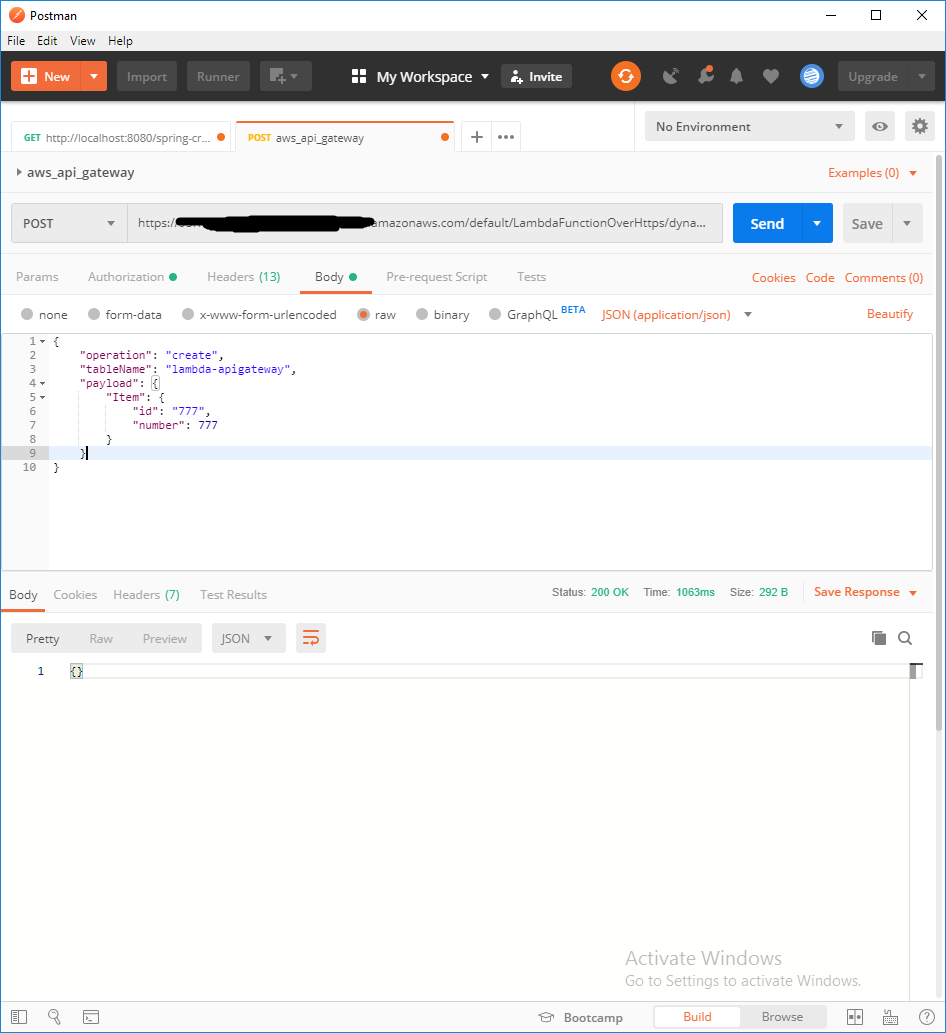 Postman
File Edit View Help
New Import Runner My Workspace Invite Upgrade
GET http://localhost:8080/spring-cr... POST aws_api_gateway No Environment
aws_api_gateway Examples (0)
POST https:/ amazonaws.com/default/LambdaFunctionOverHttps/dyna... Send Save
Params Authorization Headers (13) Body Pre-request Script Tests Cookies Code Comments (0)
none form-data x-www-form-urlencoded raw binary GraphQL BETA JSON (application/json) Beautify
1 {
2 "operation": "create",
3 "tableName": "lambda-apigateway",
4 "payload": {
5 "Item": {
6 "id": "777",
7 "number": 777
8 }
9 }
10 }
Body Cookies Headers (7) Test Results Status: 200 OK Time: 1063ms Size: 292 B Save Response
Pretty Raw Preview JSON
1 {}
Activate Windows
Go to Settings to activate Windows.
Bootcamp Build Browse